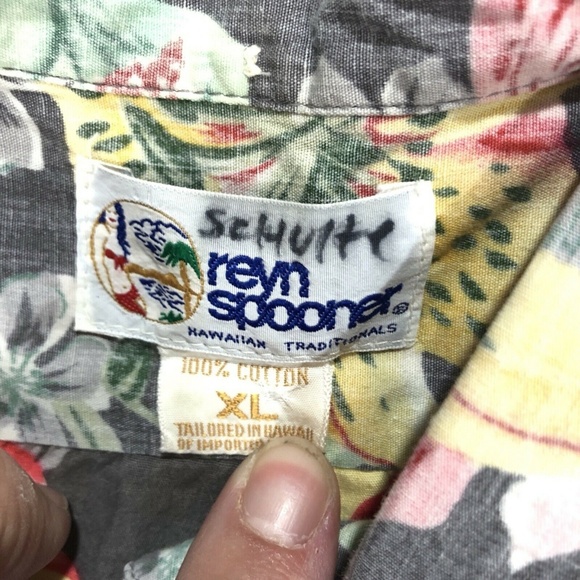 Schulte
reyn
spooner®
HAWAIIAN TRADITIONALS
100% COTTON
XL
TAILORED IN HAWAII
OF IMPORTED